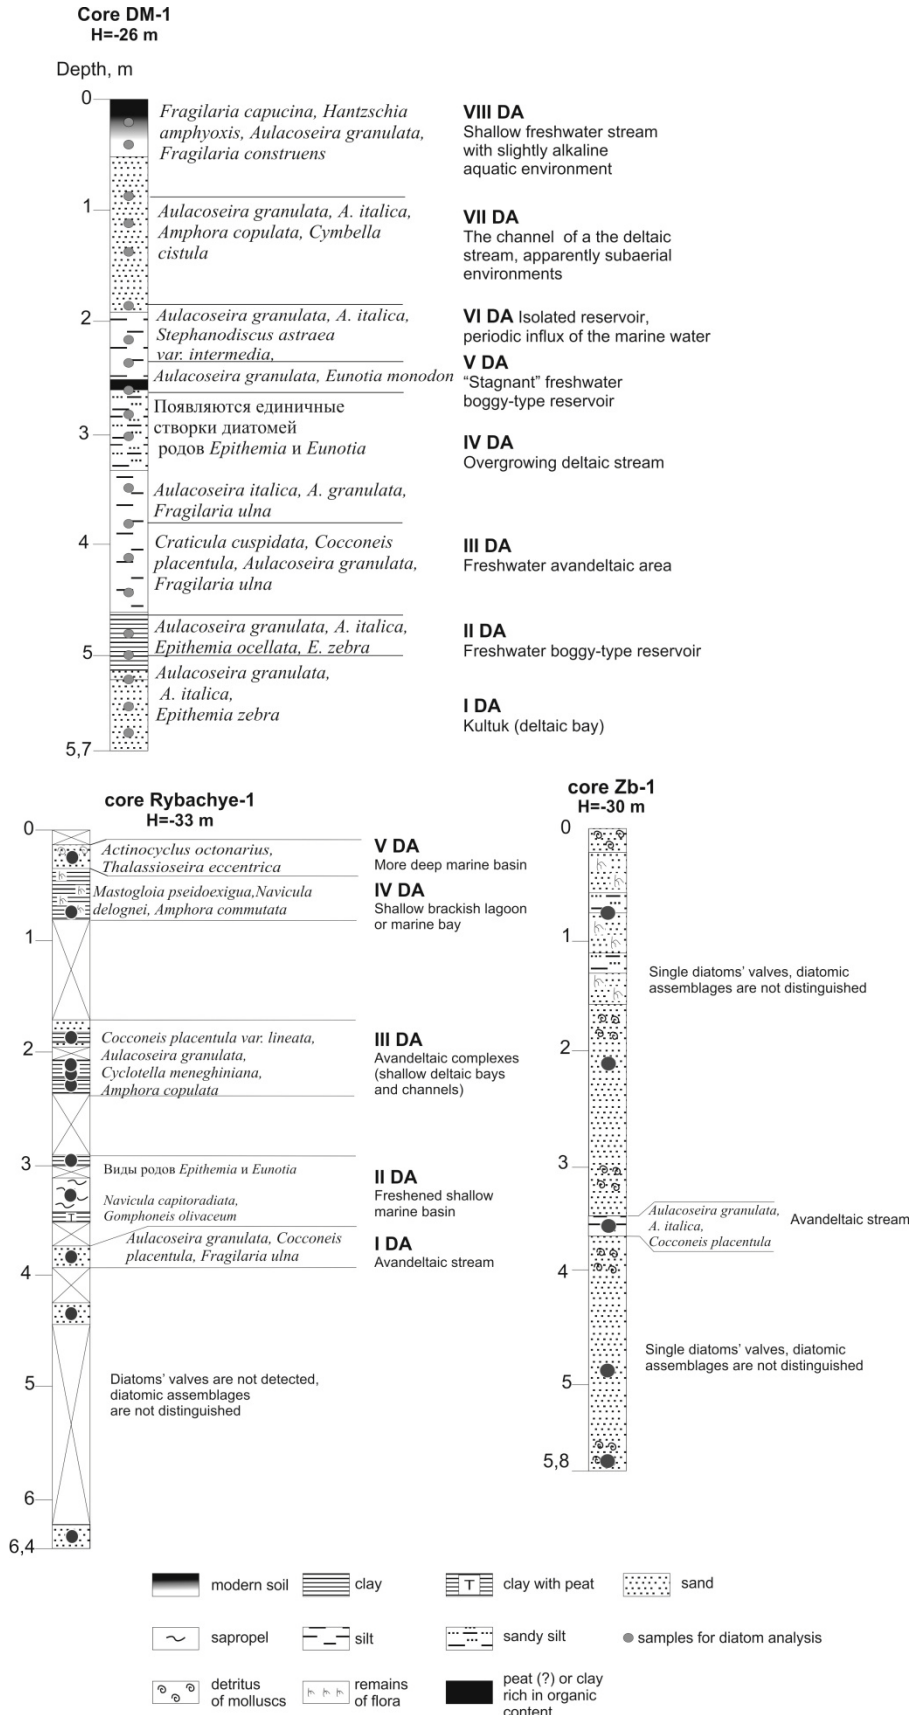 Core DM-1
H=-26 m
Depth, m
0
1
2
3
4
5
5,7
Fragilaria capucina, Hantzschia
amphyoxis, Aulacoseira granulata,
Fragilaria construens
VIII DA
Shallow freshwater stream
with slightly alkaline
aquatic environment
Aulacoseira granulata, A. italica,
Amphora copulata, Cymbella
cistula
VII DA
The channel of a the deltaic
stream, apparently subaerial
environments
Aulacoseira granulata, A. italica,
Stephanodiscus astraea
var. intermedia,
VI DA Isolated reservoir,
periodic influx of the marine water
Aulacoseira granulata, Eunotia monodon
V DA
“Stagnant” freshwater
boggy-type reservoir
Появляются единичные
створки диатомей
родов Epithemia и Eunotia
IV DA
Overgrowing deltaic stream
Aulacoseira italica, A. granulata,
Fragilaria ulna
Craticula cuspidata, Cocconeis
placentula, Aulacoseira granulata,
Fragilaria ulna
III DA
Freshwater avandeltaic area
Aulacoseira granulata, A. italica,
Epithemia ocellata, E. zebra
II DA
Freshwater boggy-type reservoir
Aulacoseira granulata,
A. italica,
Epithemia zebra
I DA
Kultuk (deltaic bay)
core Rybachye-1
H=-33 m
0
1
2
3
4
5
6
6,4
Actinocyclus octonarius,
Thalassioseira eccentrica
V DA
More deep marine basin
Mastogloia pseidoexigua,Navicula
delognei, Amphora commutata
IV DA
Shallow brackish lagoon
or marine bay
Cocconeis placentula var. lineata,
Aulacoseira granulata,
Cyclotella meneghiniana,
Amphora copulata
III DA
Avandeltaic complexes
(shallow deltaic bays
and channels)
Виды родов Epithemia и Eunotia
Navicula capitoradiata,
Gomphoneis olivaceum
T
II DA
Freshened shallow
marine basin
Aulacoseira granulata, Cocconeis
placentula, Fragilaria ulna
I DA
Avandeltaic stream
Diatoms’ valves are not detected,
diatomic assemblages
are not distinguished
core Zb-1
H=-30 m
0
1
2
3
4
5
5,8
Single diatoms’ valves, diatomic
assemblages are not distinguished
Aulacoseira granulata,
A. italica,
Cocconeis placentula
Avandeltaic stream
Single diatoms’ valves, diatomic
assemblages are not distinguished
modern soil
clay
T
clay with peat
sand
sapropel
silt
sandy silt
samples for diatom analysis
detritus
of molluscs
remains
of flora
peat (?) or clay
rich in organic
content